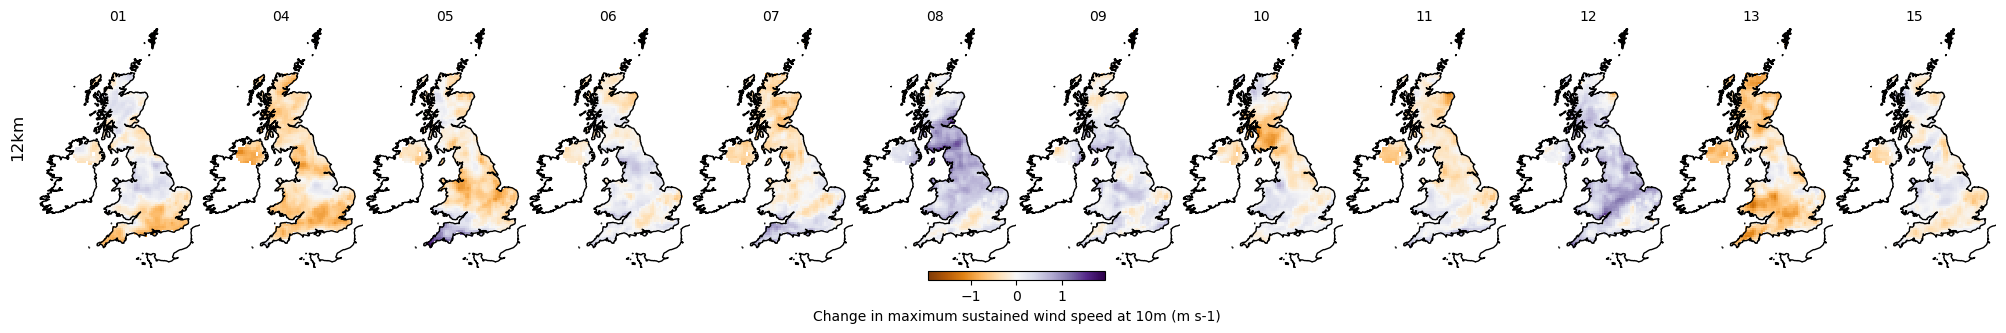 01 04 05 06 07 08 09 10 11 12 13 15
12km
−1 0 1
Change in maximum sustained wind speed at 10m (m s-1)